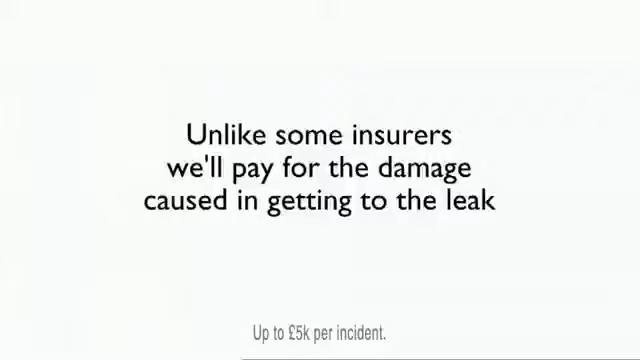 Unlike some insurers
we'll pay for the damage
caused in getting to the leak
Up to £5k per incident.